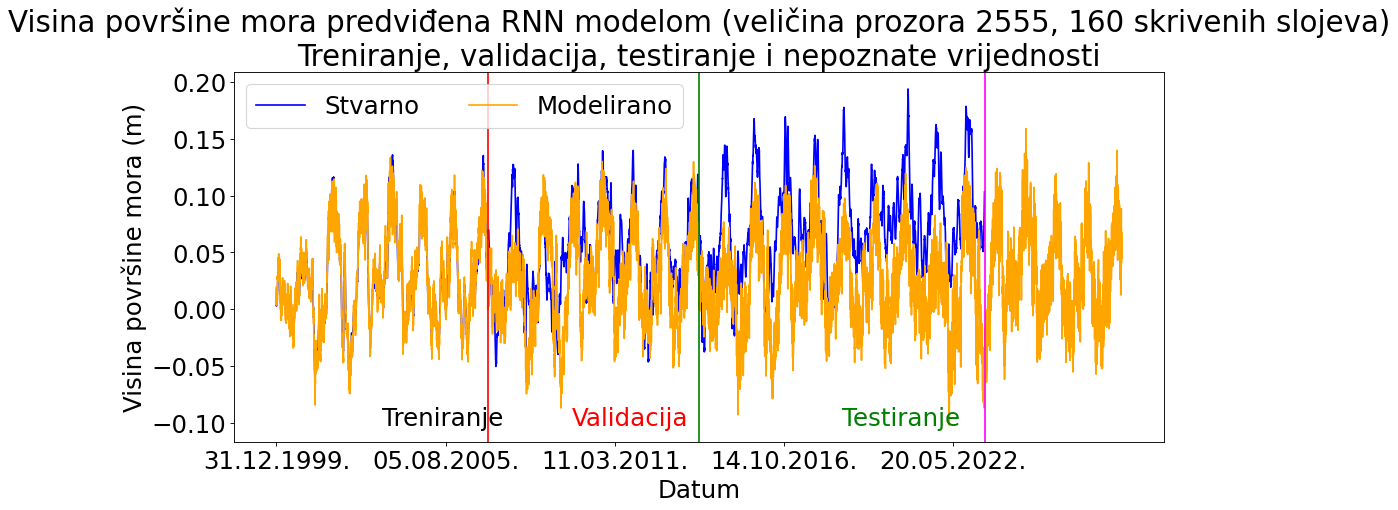 Visina površine mora predviđena RNN modelom (veličina prozora 2555, 160 skrivenih slojeva)
Treniranje, validacija, testiranje i nepoznate vrijednosti
Stvarno
Modelirano
Visina površine mora (m)
0.20
0.15
0.10
0.05
0.00
−0.05
−0.10
Treniranje
Validacija
Testiranje
31.12.1999.
05.08.2005.
11.03.2011.
14.10.2016.
20.05.2022.
Datum